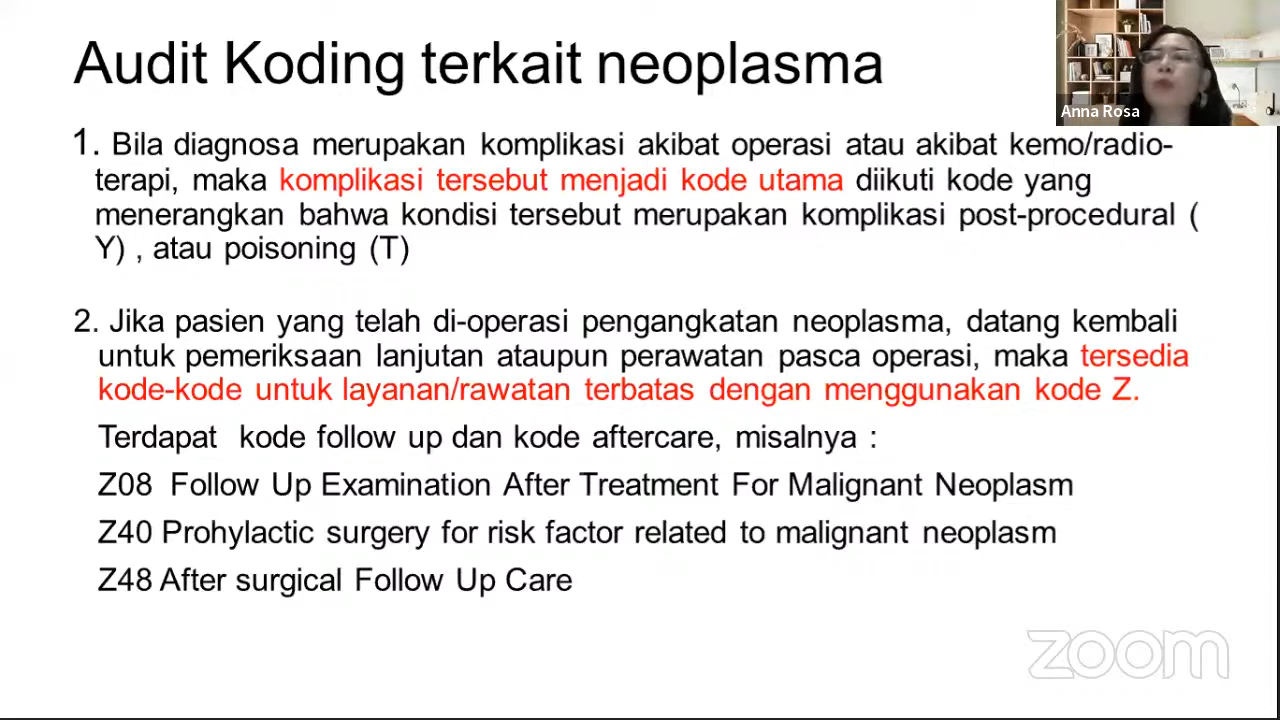 Audit Koding terkait neoplasma
Anna Rosa
1. Bila diagnosa merupakan komplikasi akibat operasi atau akibat kemo/radio-
terapi, maka komplikasi tersebut menjadi kode utama diikuti kode yang
menerangkan bahwa kondisi tersebut merupakan komplikasi post-procedural (
Y) , atau poisoning (T)
2. Jika pasien yang telah di-operasi pengangkatan neoplasma, datang kembali
untuk pemeriksaan lanjutan ataupun perawatan pasca operasi, maka tersedia
kode-kode untuk layanan/rawatan terbatas dengan menggunakan kode Z.
Terdapat kode follow up dan kode aftercare, misalnya :
Z08 Follow Up Examination After Treatment For Malignant Neoplasm
Z40 Prohylactic surgery for risk factor related to malignant neoplasm
Z48 After surgical Follow Up Care
zoom